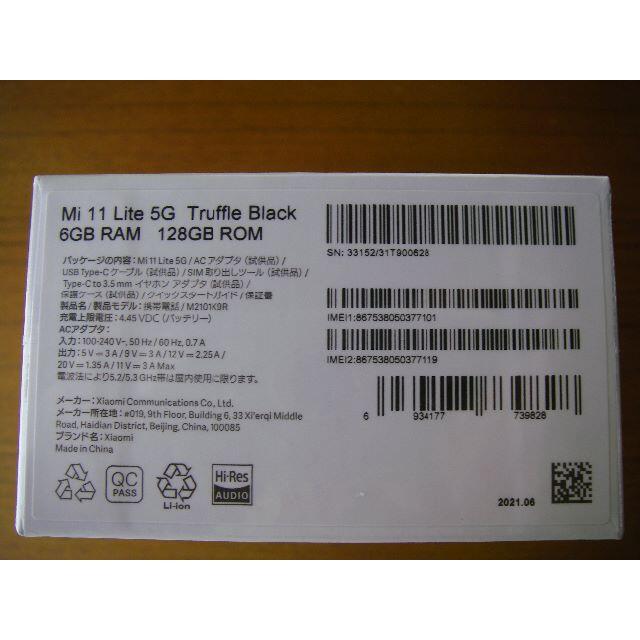 Mi 11 Lite 5G Truffle Black
6GB RAM 128GB ROM
パッケージの内容: Mi 11 Lite 5G / AC アダプタ (試供品) /
USB Type-C ケーブル (試供品) / SIM 取り出しツール (試供品) /
Type-C to 3.5 mm イヤホン アダプタ (試供品) /
保護ケース (試供品) / クイックスタートガイド / 保証書
製品名 / 製品モデル: 携帯電話 / M2101K9R
充電上限電圧: 4.45 VDC (バッテリー)
ACアダプタ:
入力: 100-240 V~, 50 Hz / 60 Hz, 0.7 A
出力: 5 V⎓3 A / 9 V⎓3 A / 12 V⎓2.25 A /
20 V⎓1.35 A / 11 V⎓3 A Max
電波法により5.2/5.3 GHz帯は屋内使用に限ります。
メーカー: Xiaomi Communications Co., Ltd.
メーカー所在地: #019, 9th Floor, Building 6, 33 Xi'erqi Middle
Road, Haidian District, Beijing, China, 100085
ブランド名: Xiaomi
Made in China
QC
PASS
Li-ion
Hi-Res
AUDIO
SN: 33152/31T900628
IMEI1:867538050377101
IMEI2:867538050377119
6 934177 739828
2021.06